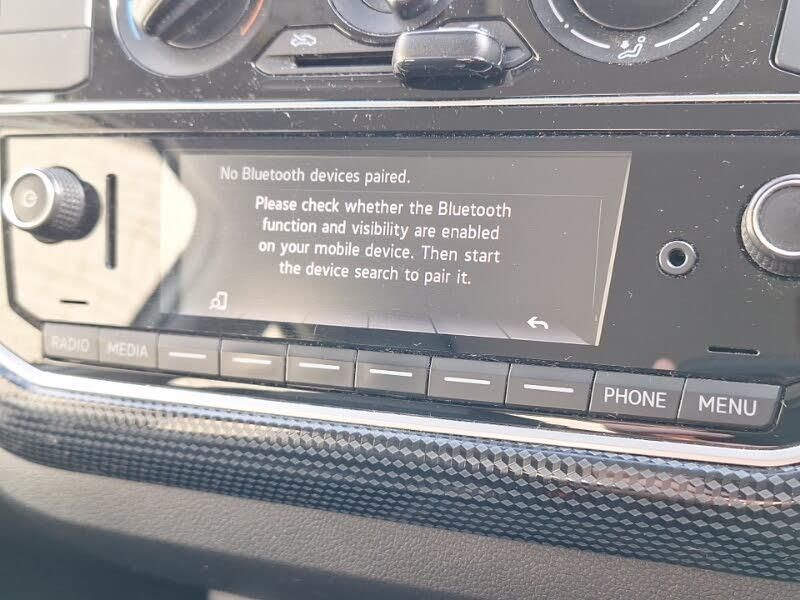 No Bluetooth devices paired.
Please check whether the Bluetooth
function and visibility are enabled
on your mobile device. Then start
the device search to pair it.
RADIO MEDIA PHONE MENU